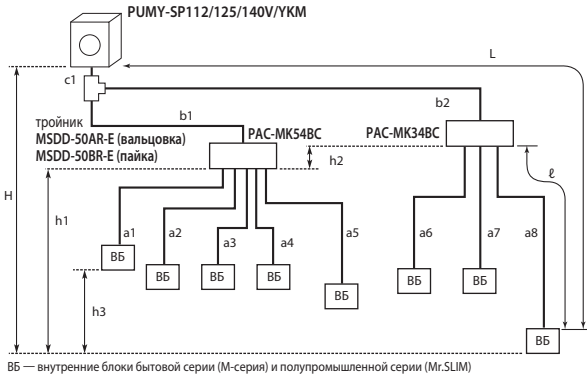 PUMY-SP112/125/140V/YKM
L
c1
b1
b2
тройник
MSDD-50AR-E (вальцовка)
MSDD-50BR-E (пайка)
PAC-MK54BC
PAC-MK34BC
h2
H
h1
ℓ
a1
a2
a3
a4
a5
a6
a7
a8
ВБ
ВБ
ВБ
ВБ
ВБ
ВБ
ВБ
ВБ
h3
ВБ — внутренние блоки бытовой серии (М-серия) и полупромышленной серии (Mr.SLIM)